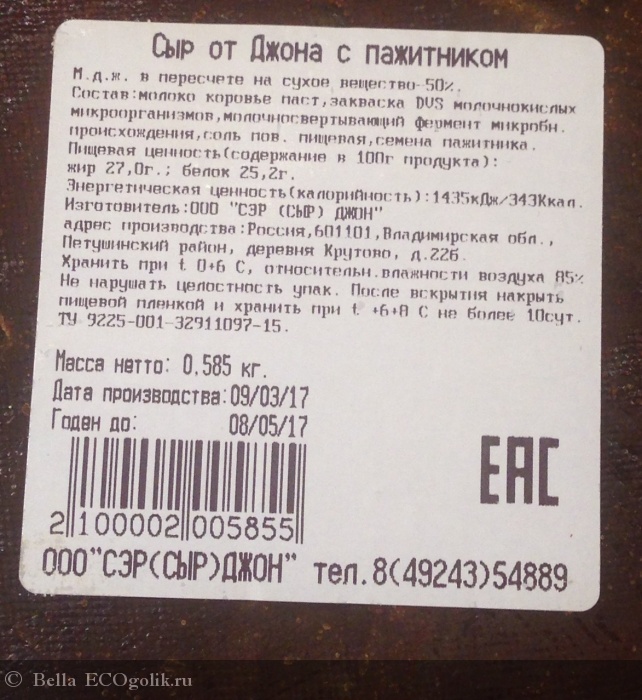 Сыр от Джона с пажитником
М.д.ж. в пересчете на сухое вещество-50%.
Состав:молоко коровье паст,закваска DVS молочнокислых
микроорганизмов,молочносвертывающий фермент микробн.
происхождения,соль пов. пищевая,семена пажитника.
Пищевая ценность(содержание в 100г продукта):
жир 27,0г.; белок 25,2г.
Энергетическая ценность(калорийность):1435кДж/343Ккал.
Изготовитель:ООО "СЭР (СЫР) ДЖОН"
адрес производства:Россия,601101,Владимирская обл.,
Петушинский район, деревня Крутово, д.22б.
Хранить при t 0+6 С, относительн.влажности воздуха 85%
Не нарушать целостность упак. После вскрытия накрыть
пищевой пленкой и хранить при t +6+8 С не более 10сут.
ТУ 9225-001-32911097-15.
Масса нетто: 0,585 кг.
Дата производства:09/03/17
Годен до: 08/05/17
EAC
2 100002 005855
ООО"СЭР(СЫР)ДЖОН" тел.8(49243)54889
© Bella ECOgolik.ru